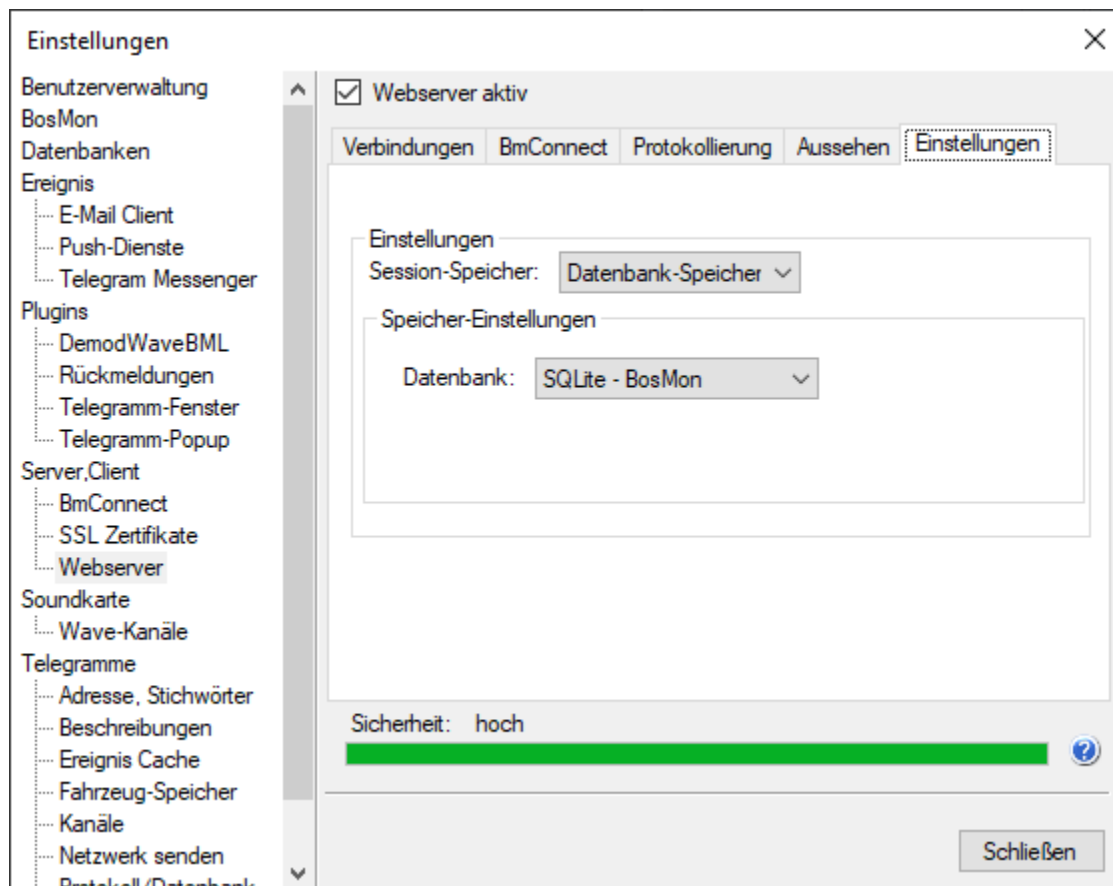 Einstellungen
Benutzerverwaltung
BosMon
Datenbanken
Ereignis
E-Mail Client
Push-Dienste
Telegram Messenger
Plugins
DemodWaveBML
Rückmeldungen
Telegramm-Fenster
Telegramm-Popup
Server,Client
BmConnect
SSL Zertifikate
Webserver
Soundkarte
Wave-Kanäle
Telegramme
Adresse, Stichwörter
Beschreibungen
Ereignis Cache
Fahrzeug-Speicher
Kanäle
Netzwerk senden
Protokoll/Datenbank
Webserver aktiv
Verbindungen BmConnect Protokollierung Aussehen Einstellungen
Einstellungen
Session-Speicher: Datenbank-Speicher
Speicher-Einstellungen
Datenbank: SQLite - BosMon
Sicherheit: hoch
Schließen